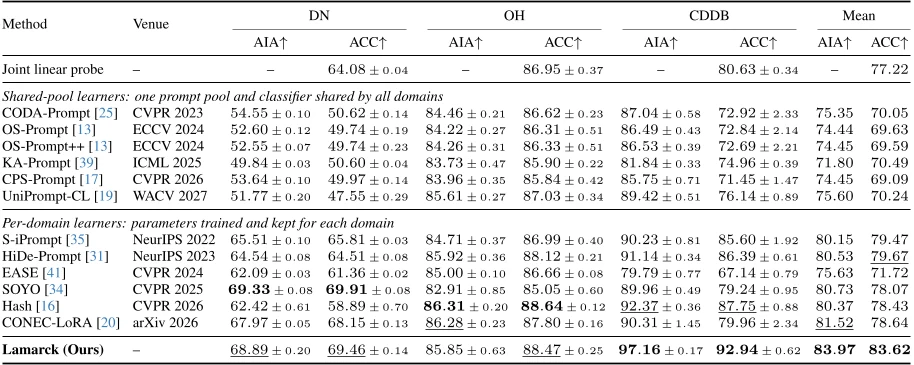 Method Venue DN OH CDDB Mean
AIA↑ ACC↑ AIA↑ ACC↑ AIA↑ ACC↑ AIA↑ ACC↑
Joint linear probe – – 64.08 ± 0.04 – 86.95 ± 0.37 – 80.63 ± 0.34 – 77.22
Shared-pool learners: one prompt pool and classifier shared by all domains
CODA-Prompt [25] CVPR 2023 54.55 ± 0.10 50.62 ± 0.14 84.46 ± 0.21 86.62 ± 0.23 87.04 ± 0.58 72.92 ± 2.33 75.35 70.05
OS-Prompt [13] ECCV 2024 52.60 ± 0.12 49.74 ± 0.19 84.22 ± 0.27 86.31 ± 0.51 86.49 ± 0.43 72.84 ± 2.14 74.44 69.63
OS-Prompt++ [13] ECCV 2024 52.55 ± 0.07 49.74 ± 0.23 84.26 ± 0.31 86.33 ± 0.51 86.53 ± 0.39 72.69 ± 2.21 74.45 69.59
KA-Prompt [39] ICML 2025 49.84 ± 0.03 50.60 ± 0.04 83.73 ± 0.47 85.90 ± 0.22 81.84 ± 0.33 74.96 ± 0.39 71.80 70.49
CPS-Prompt [17] CVPR 2026 53.64 ± 0.10 49.97 ± 0.14 83.96 ± 0.35 85.84 ± 0.42 85.75 ± 0.71 71.45 ± 1.47 74.45 69.09
UniPrompt-CL [19] WACV 2027 51.77 ± 0.20 47.55 ± 0.29 85.61 ± 0.27 87.03 ± 0.34 89.42 ± 0.51 76.14 ± 0.89 75.60 70.24
Per-domain learners: parameters trained and kept for each domain
S-iPrompt [35] NeurIPS 2022 65.51 ± 0.10 65.81 ± 0.03 84.71 ± 0.37 86.99 ± 0.40 90.23 ± 0.81 85.60 ± 1.92 80.15 79.47
HiDe-Prompt [31] NeurIPS 2023 64.54 ± 0.08 64.51 ± 0.08 85.92 ± 0.36 88.12 ± 0.21 91.14 ± 0.34 86.39 ± 0.61 80.53 79.67
EASE [41] CVPR 2024 62.09 ± 0.03 61.36 ± 0.02 85.00 ± 0.10 86.66 ± 0.08 79.79 ± 0.77 67.14 ± 0.79 75.63 71.72
SOYO [34] CVPR 2025 69.33 ± 0.08 69.91 ± 0.08 82.91 ± 0.85 85.05 ± 0.60 89.96 ± 0.49 79.24 ± 0.95 80.73 78.07
Hash [16] CVPR 2026 62.42 ± 0.61 58.89 ± 0.70 86.31 ± 0.20 88.64 ± 0.12 92.37 ± 0.36 87.75 ± 0.88 80.37 78.43
CONEC-LoRA [20] arXiv 2026 67.97 ± 0.05 68.15 ± 0.13 86.28 ± 0.23 87.80 ± 0.16 90.31 ± 1.45 79.96 ± 2.34 81.52 78.64
Lamarck (Ours) – 68.89 ± 0.20 69.46 ± 0.14 85.85 ± 0.63 88.47 ± 0.25 97.16 ± 0.17 92.94 ± 0.62 83.97 83.62